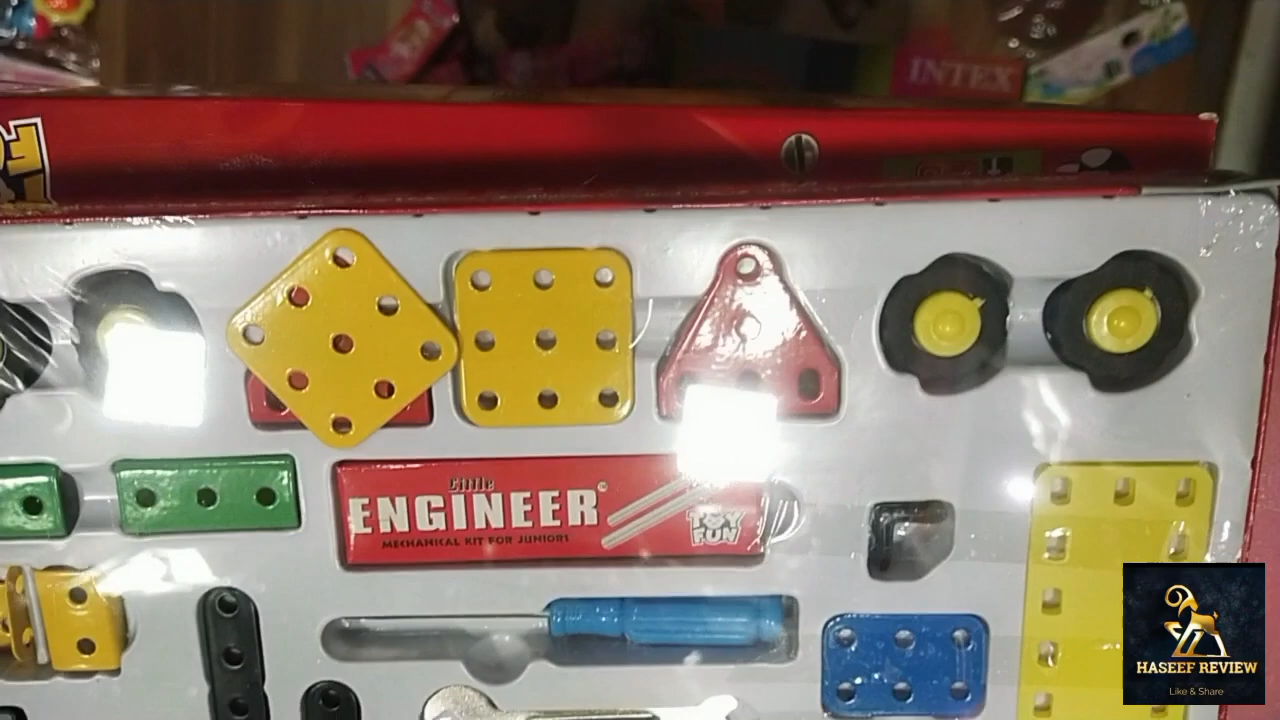 INTEX
Little
ENGINEER
MECHANICAL KIT FOR JUNIORS
TOY
FUN
HASEEF REVIEW
Like & Share